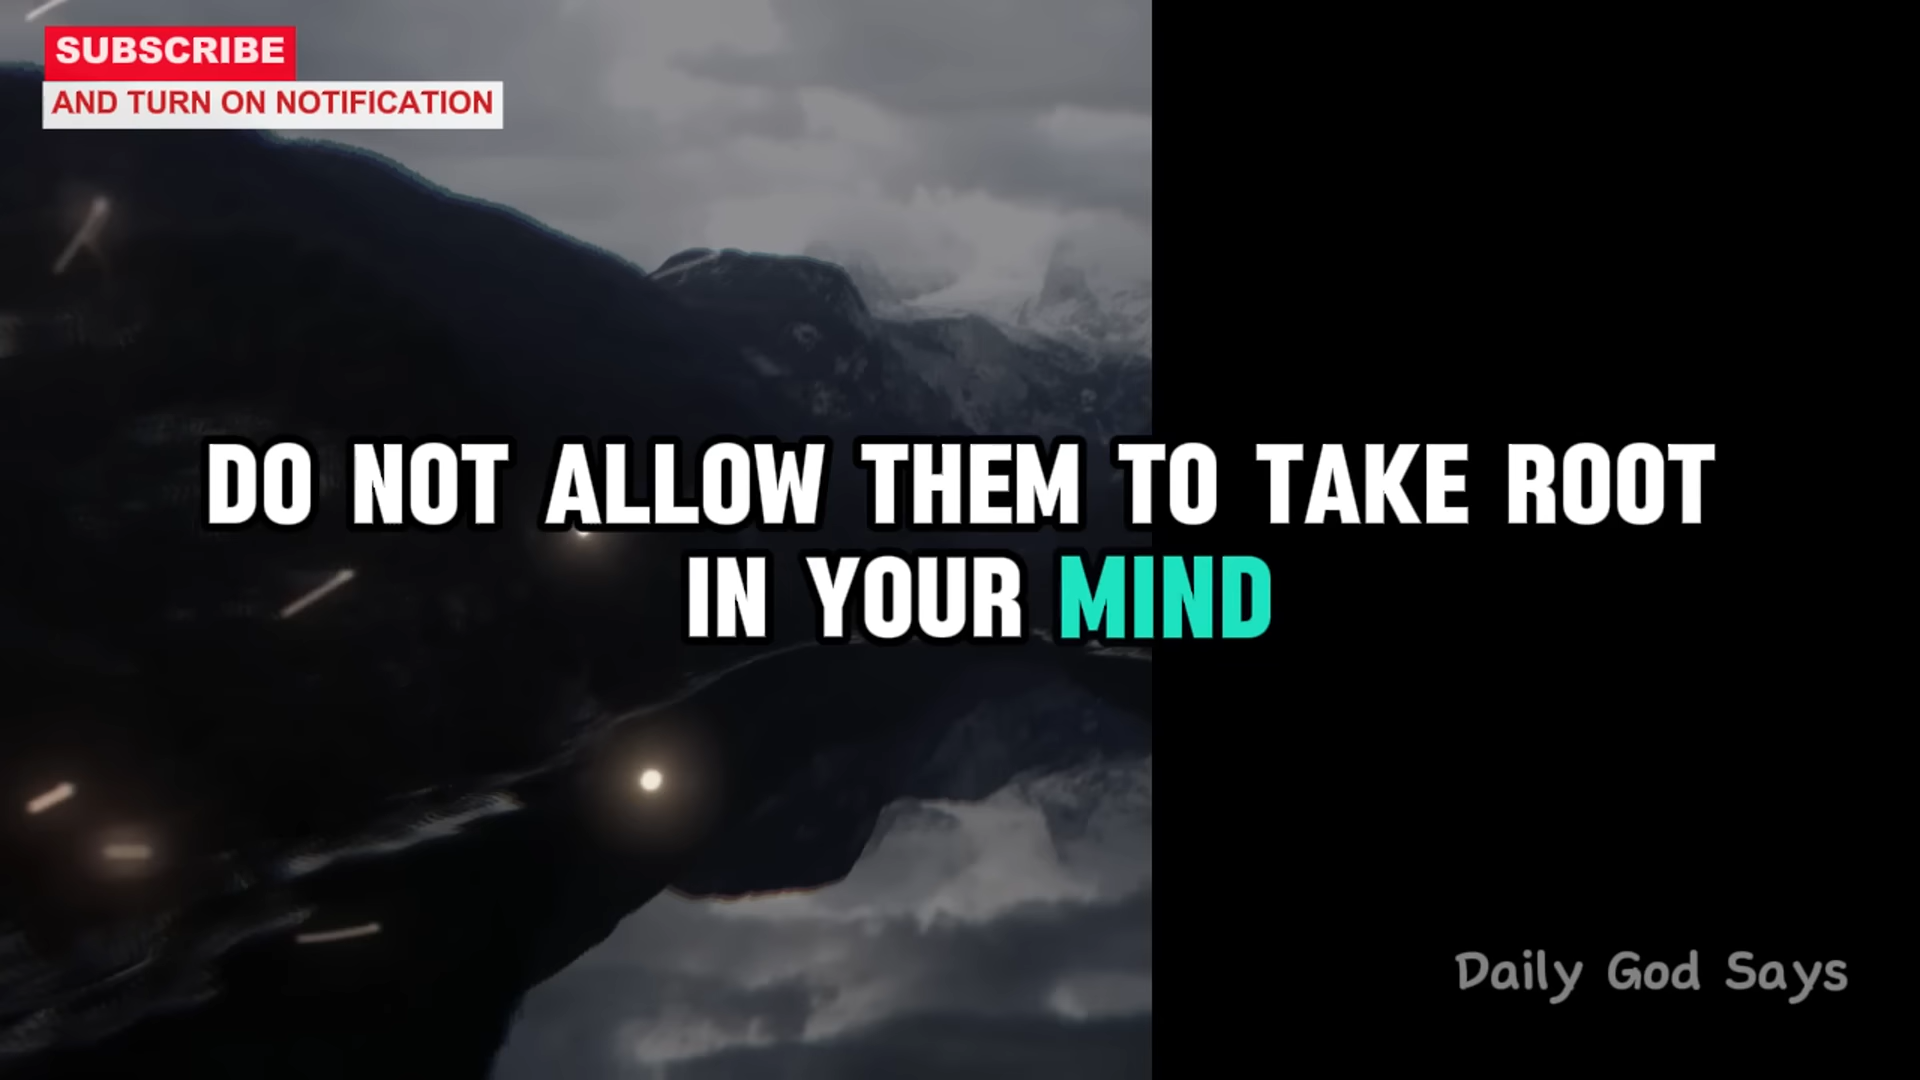 SUBSCRIBE
AND TURN ON NOTIFICATION
DO NOT ALLOW THEM TO TAKE ROOT
IN YOUR MIND
Daily God Says